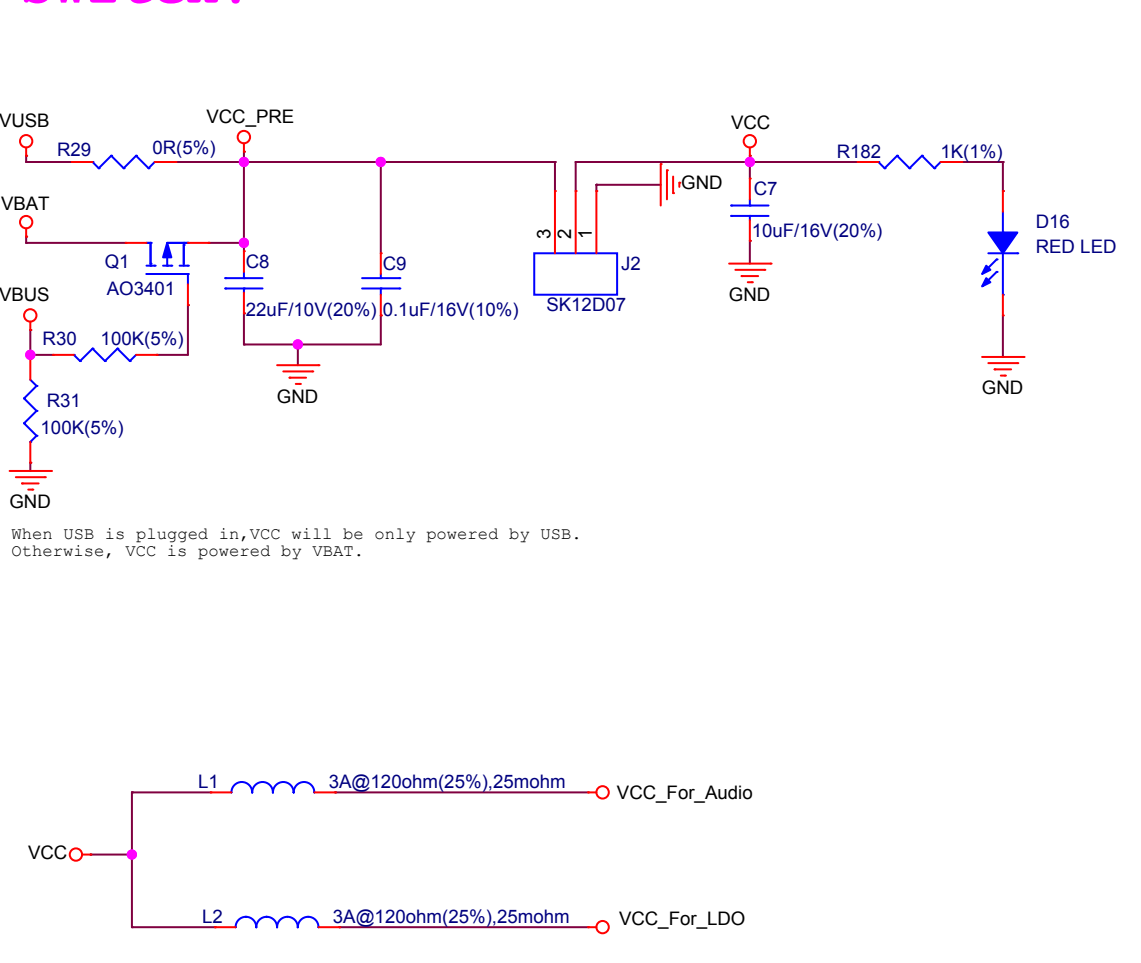 VUSB
R29
0R(5%)
VCC_PRE
VCC
R182
1K(1%)
VBAT
GND
C7
10uF/16V(20%)
D16
RED LED
Q1
AO3401
C8
22uF/10V(20%)
C9
0.1uF/16V(10%)
3
2
1
J2
SK12D07
GND
VBUS
R30
100K(5%)
GND
GND
R31
100K(5%)
GND
When USB is plugged in,VCC will be only powered by USB.
Otherwise, VCC is powered by VBAT.
L1
3A@120ohm(25%),25mohm
VCC_For_Audio
VCC
L2
3A@120ohm(25%),25mohm
VCC_For_LDO